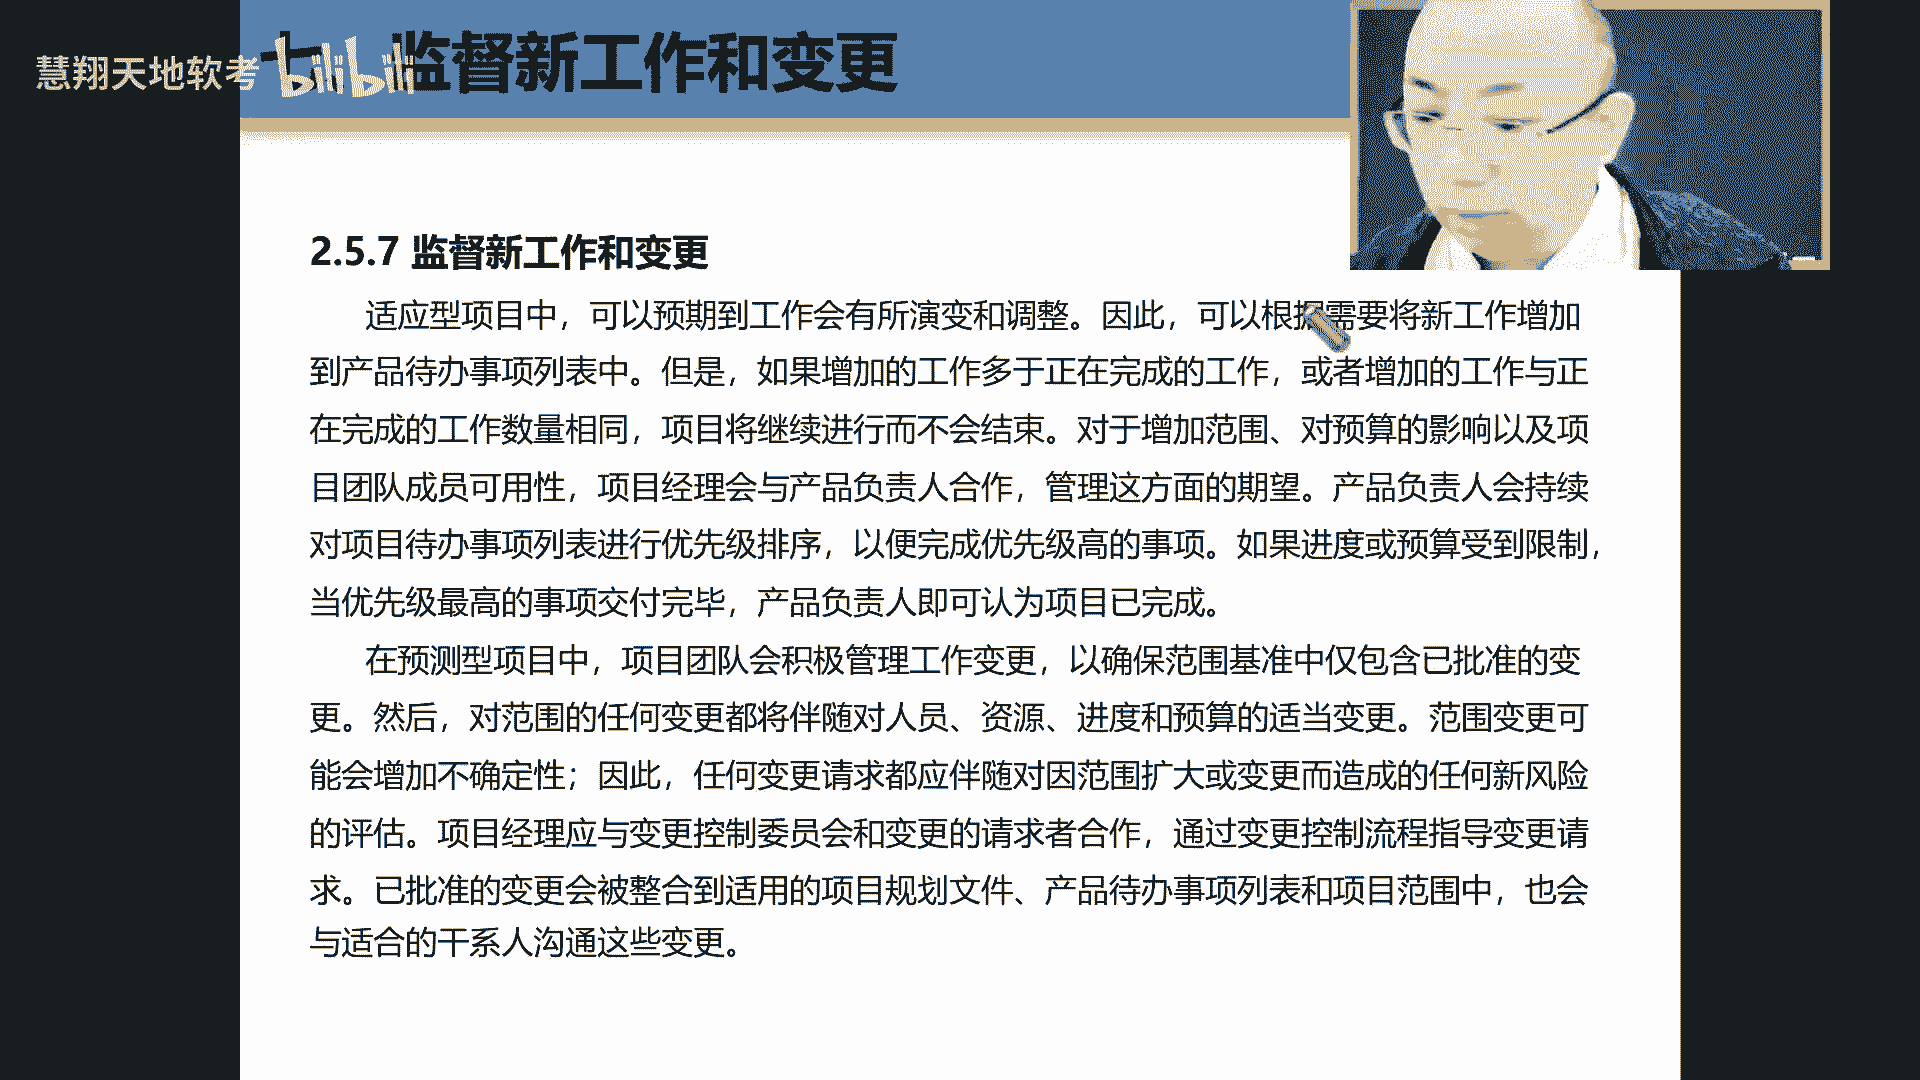 慧翔天地软考
bilibili
监督新工作和变更
2.5.7 监督新工作和变更
适应型项目中，可以预期到工作会有所演变和调整。因此，可以根据需要将新工作增加
到产品待办事项列表中。但是，如果增加的工作多于正在完成的工作，或者增加的工作与正
在完成的工作数量相同，项目将继续进行而不会结束。对于增加范围、对预算的影响以及项
目团队成员可用性，项目经理会与产品负责人合作，管理这方面的期望。产品负责人会持续
对项目待办事项列表进行优先级排序，以便完成优先级高的事项。如果进度或预算受到限制，
当优先级最高的事项交付完毕，产品负责人即可认为项目已完成。
在预测型项目中，项目团队会积极管理工作变更，以确保范围基准中仅包含已批准的变
更。然后，对范围的任何变更都将伴随对人员、资源、进度和预算的适当变更。范围变更可
能会增加不确定性；因此，任何变更请求都应伴随对因范围扩大或变更而造成的任何新风险
的评估。项目经理应与变更控制委员会和变更的请求者合作，通过变更控制流程指导变更请
求。已批准的变更会被整合到适用的项目规划文件、产品待办事项列表和项目范围中，也会
与适合的干系人沟通这些变更。